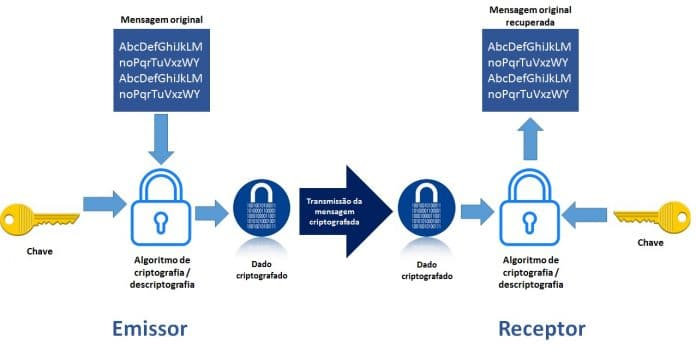 Mensagem original
AbcDefGhiJkLM
noPqrTuVxzWY
AbcDefGhiJkLM
noPqrTuVxzWY
Chave
Algoritmo de
criptografia /
descriptografia
Dado
criptografado
Transmissão da
mensagem
criptografada
Mensagem original
recuperada
AbcDefGhiJkLM
noPqrTuVxzWY
AbcDefGhiJkLM
noPqrTuVxzWY
Dado
criptografado
Algoritmo de
criptografia /
descriptografia
Chave
Emissor
Receptor